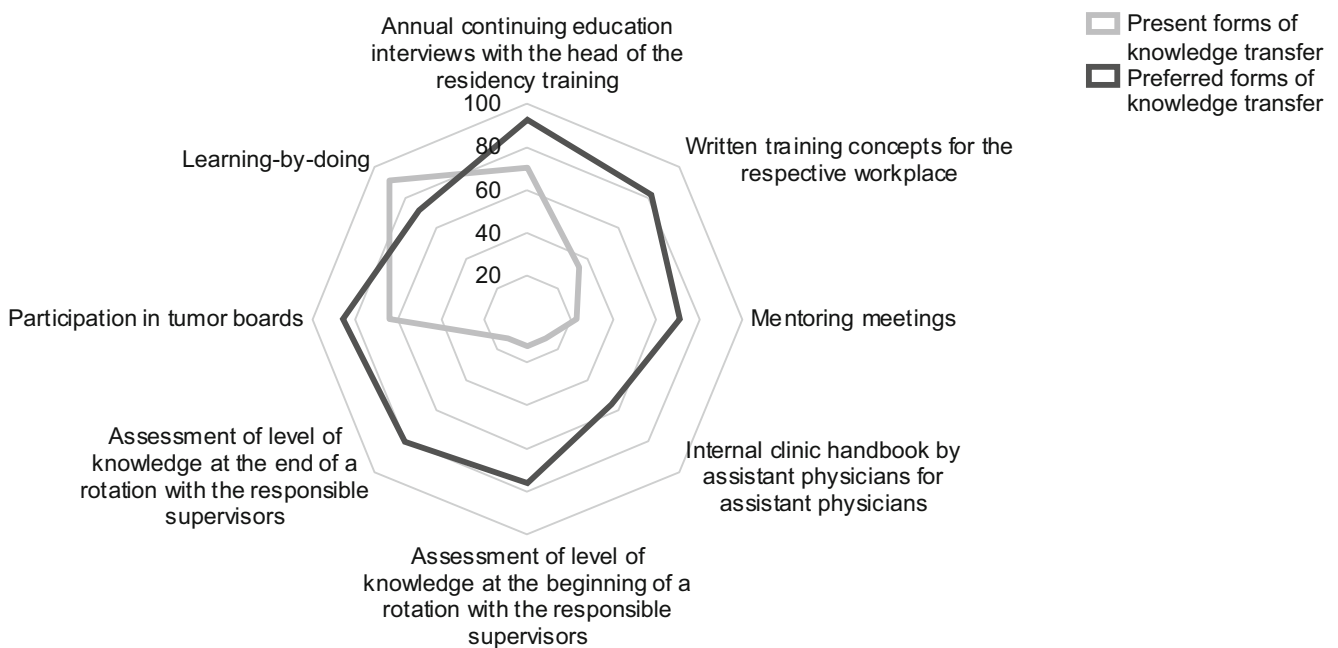 Annual continuing education
interviews with the head of the
residency training
Present forms of
knowledge transfer
Preferred forms of
knowledge transfer
100
80
60
40
20
Written training concepts for the
respective workplace
Learning-by-doing
Mentoring meetings
Participation in tumor boards
Internal clinic handbook by
assistant physicians for
assistant physicians
Assessment of level of
knowledge at the end of a
rotation with the responsible
supervisors
Assessment of level of
knowledge at the beginning of a
rotation with the responsible
supervisors